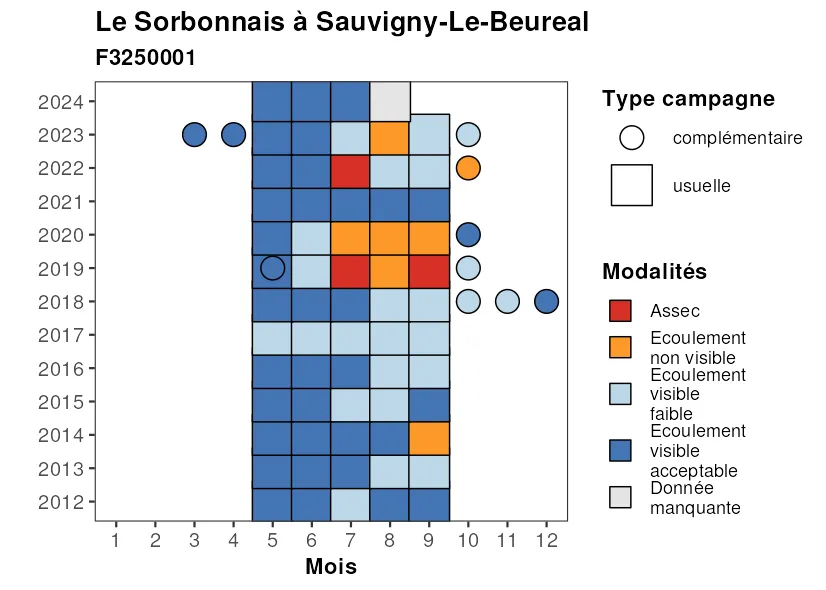 Le Sorbonnais à Sauvigny-Le-Beureal
F3250001
2024
2023
2022
2021
2020
2019
2018
2017
2016
2015
2014
2013
2012
1 2 3 4 5 6 7 8 9 10 11 12
Mois
Type campagne
complémentaire
usuelle
Modalités
Assec
Ecoulement
non visible
Ecoulement
visible
faible
Ecoulement
visible
acceptable
Donnée
manquante